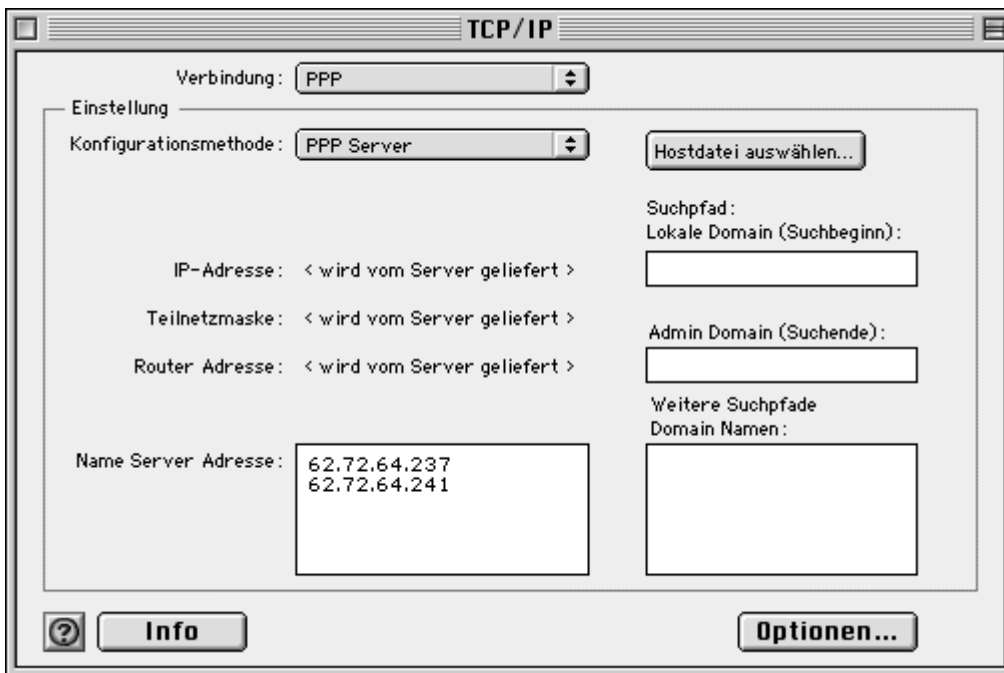 TCP/IP
Verbindung: PPP
Einstellung
Konfigurationsmethode: PPP Server
Hostdatei auswählen...
Suchpfad:
Lokale Domain (Suchbeginn):
IP-Adresse: < wird vom Server geliefert >
Teilnetzmaske: < wird vom Server geliefert >
Admin Domain (Suchende):
Router Adresse: < wird vom Server geliefert >
Weitere Suchpfade
Domain Namen:
Name Server Adresse: 62.72.64.237
62.72.64.241
?
Info
Optionen...